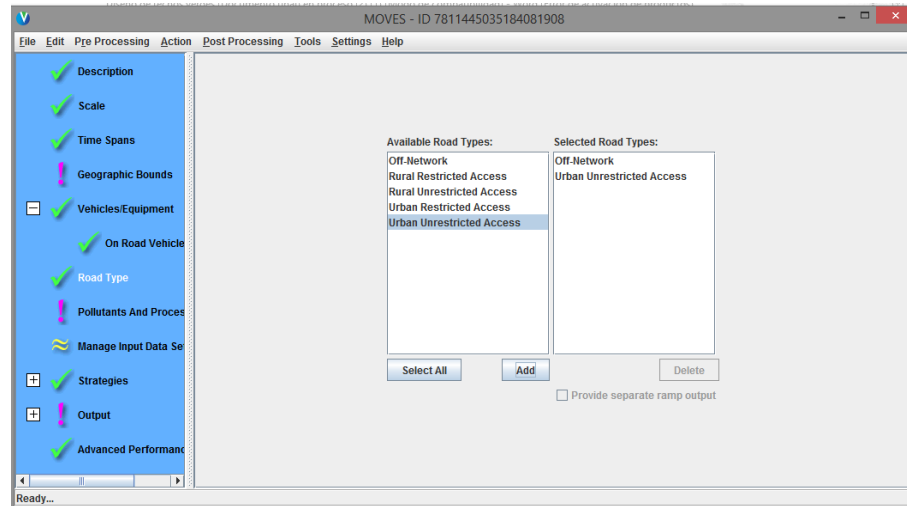 MOVES - ID 7811445035184081908
File Edit Pre Processing Action Post Processing Tools Settings Help
Description
Scale
Time Spans
Geographic Bounds
Vehicles/Equipment
On Road Vehicle
Road Type
Pollutants And Proces
Manage Input Data Se
Strategies
Output
Advanced Performanc
Available Road Types:
Off-Network
Rural Restricted Access
Rural Unrestricted Access
Urban Restricted Access
Urban Unrestricted Access
Selected Road Types:
Off-Network
Urban Unrestricted Access
Select All
Add
Delete
Provide separate ramp output
Ready...